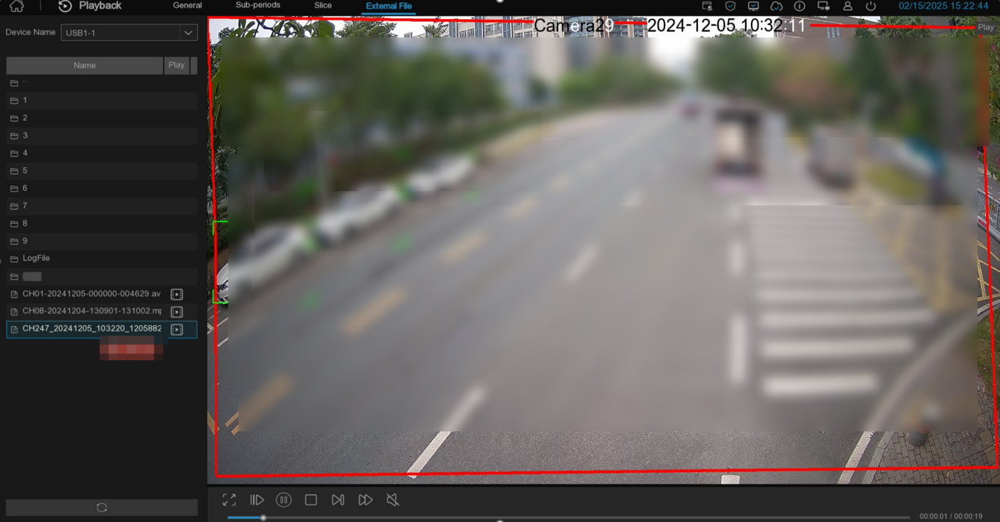 Playback General Sub-periods Slice External File 02/15/2025 15:22:44
Device Name USB1-1
Camera29 2024-12-05 10:32:11 Play
Name Play
..
1
2
3
4
5
6
7
8
9
LogFile
CH01-20241205-000000-004629.av
CH08-20241204-130901-131002.mp
CH247_20241205_103220_1205882
00:00:01 / 00:00:19